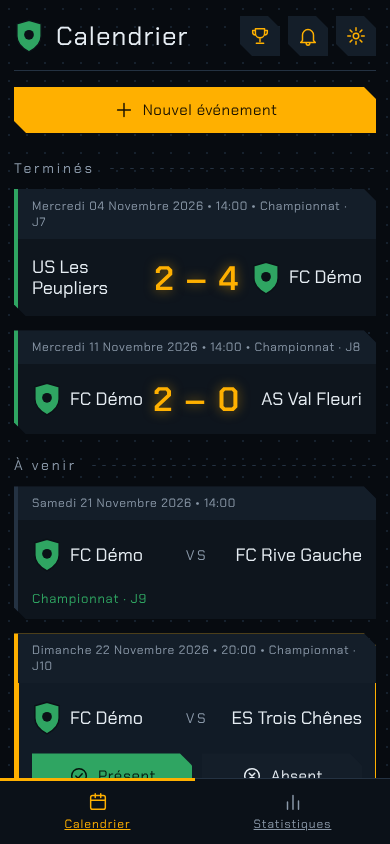 Calendrier
Nouvel événement
Terminés
Mercredi 04 Novembre 2026 • 14:00 • Championnat ·
J7
US Les
Peupliers
2 – 4
FC Démo
Mercredi 11 Novembre 2026 • 14:00 • Championnat · J8
FC Démo
2 – 0
AS Val Fleuri
À venir
Samedi 21 Novembre 2026 • 14:00
FC Démo
VS
FC Rive Gauche
Championnat · J9
Dimanche 22 Novembre 2026 • 20:00 • Championnat ·
J10
FC Démo
VS
ES Trois Chênes
Présent
Absent
Calendrier
Statistiques